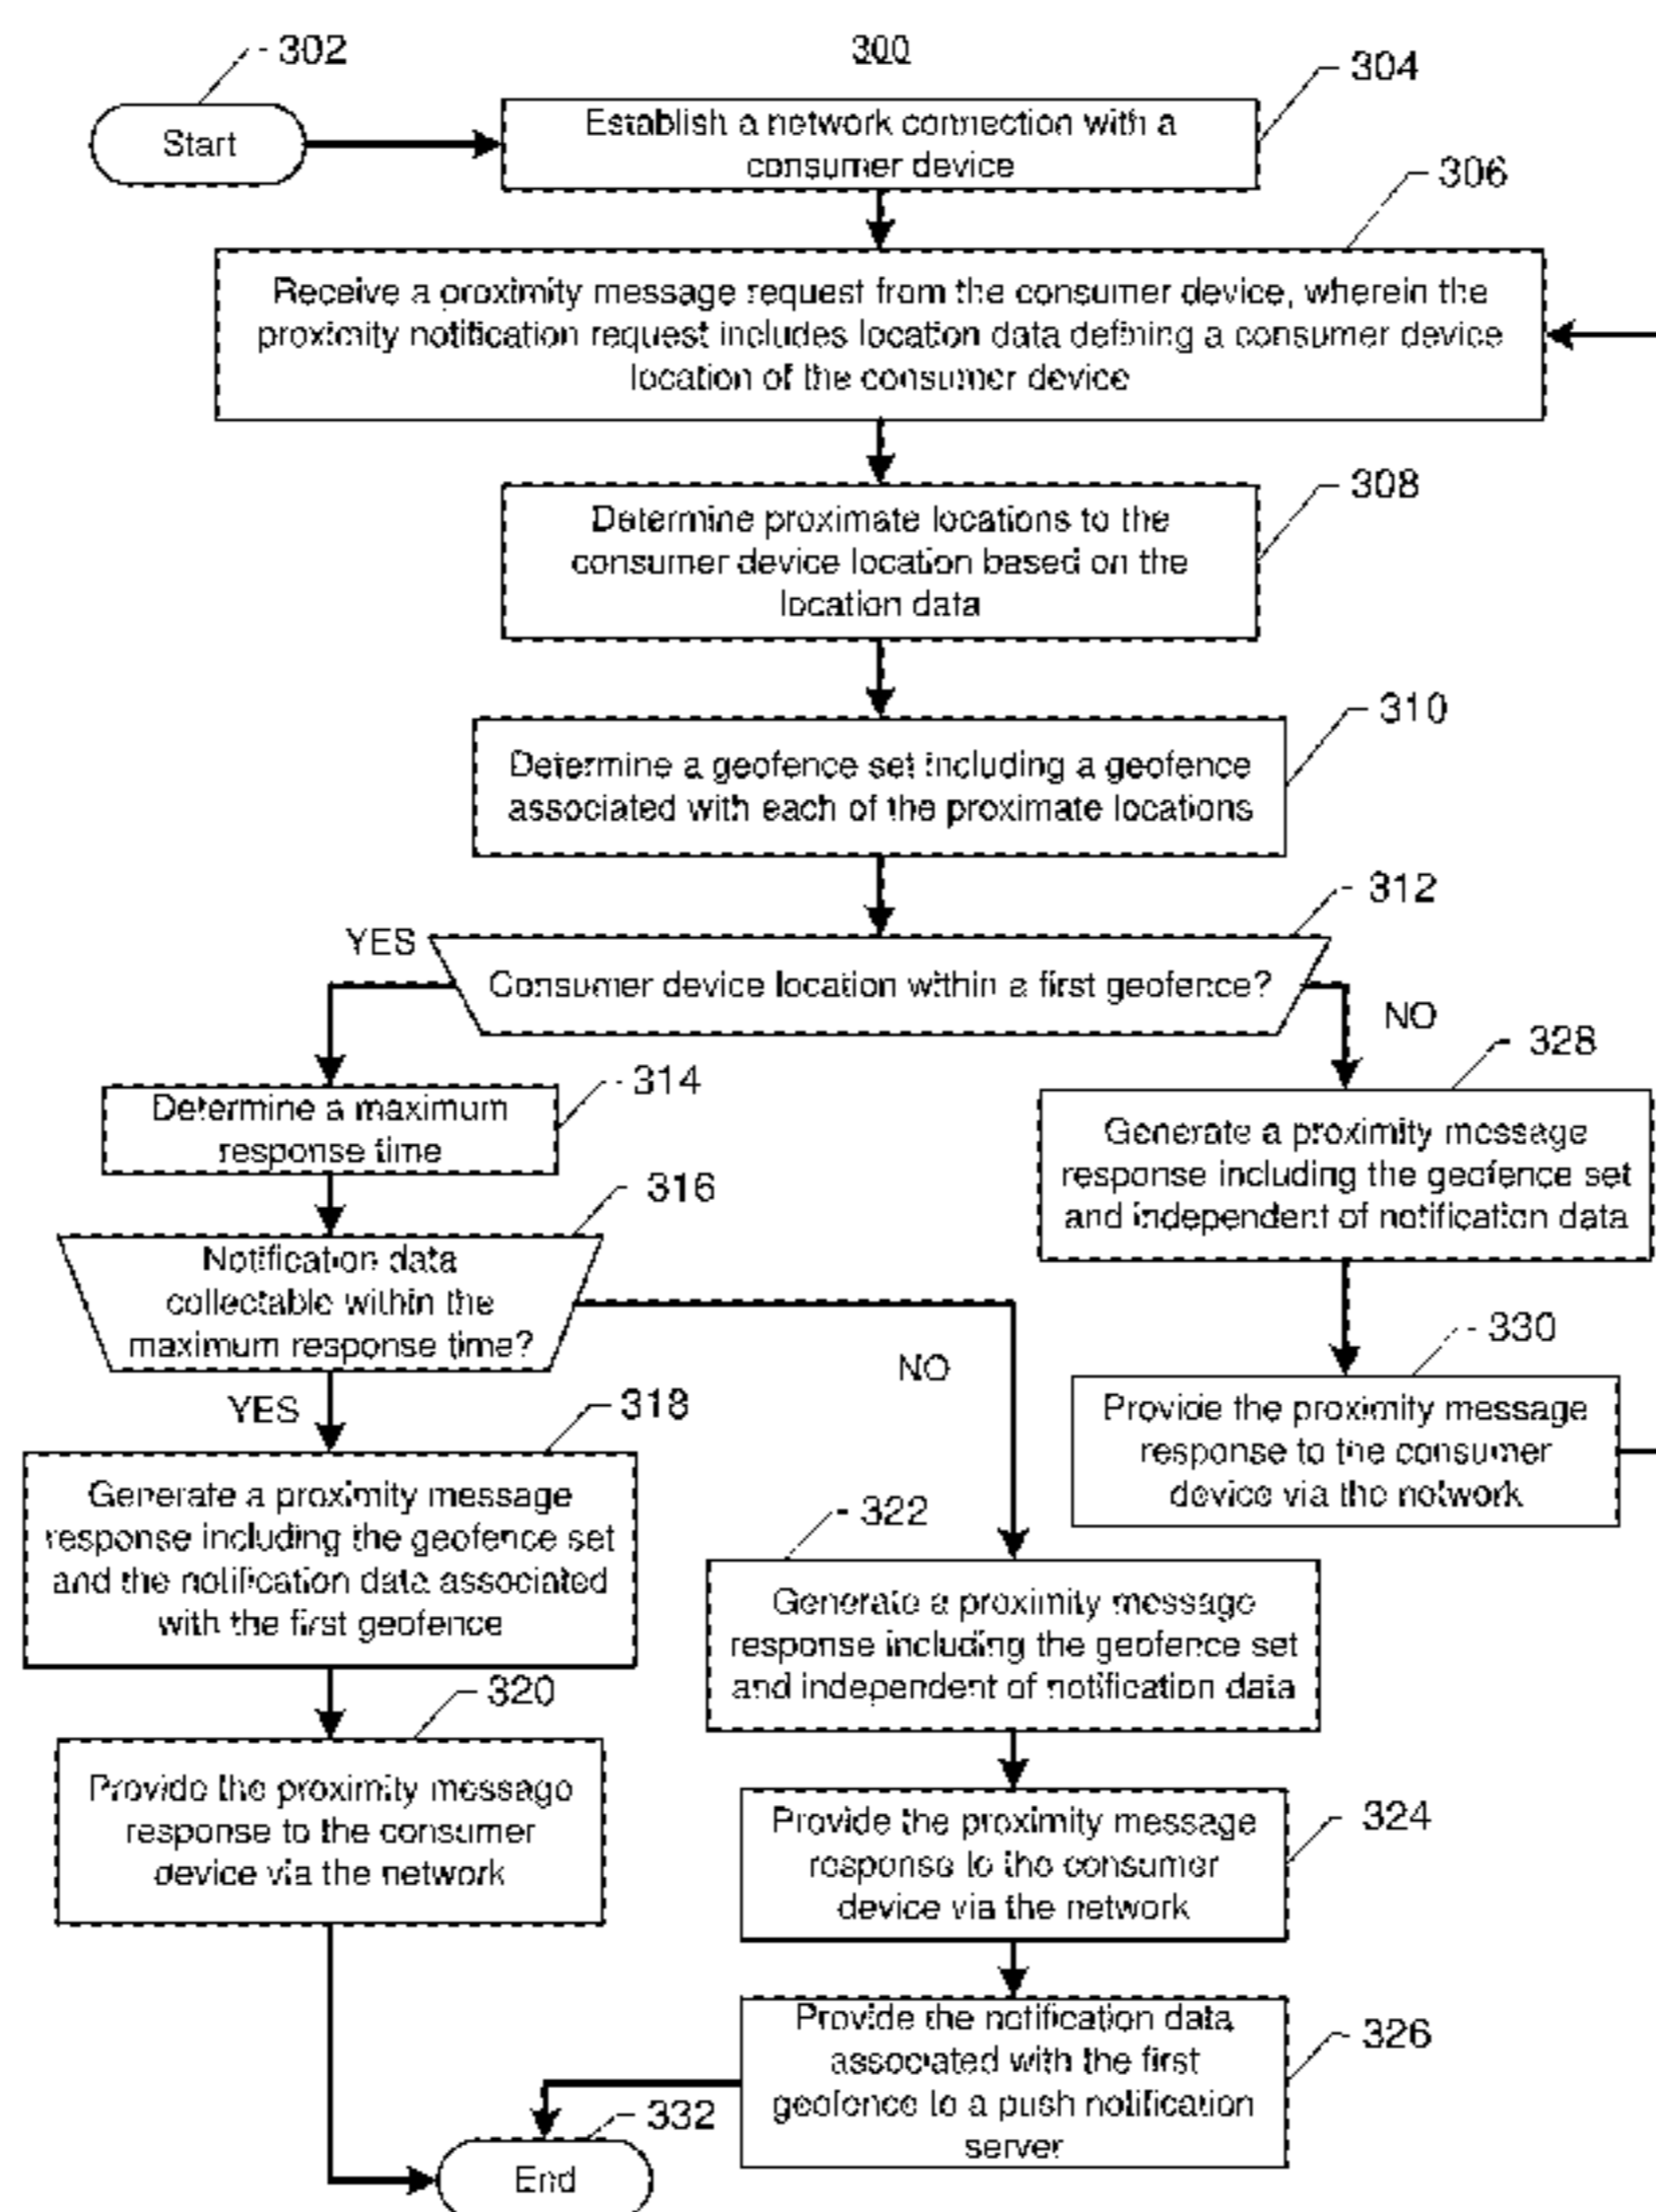 302
300
304
Start
Establish a network connection with a
consumer device
306
Receive a proximity message request from the consumer device, wherein the
proximity notification request includes location data defining a consumer device
location of the consumer device
308
Determine proximate locations to the
consumer device location based on the
location data
310
Determine a geofence set including a geofence
associated with each of the proximate locations
312
YES
Consumer device location within a first geofence?
NO
328
314
Determine a maximum
response time
Generate a proximity message
response including the geofence set
and independent of notification data
316
Notification data
collectable within the
maximum response time?
NO
330
YES
318
Provide the proximity message
response to the consumer
device via the network
Generate a proximity message
response including the geofence set
and the notification data associated
with the first geofence
322
Generate a proximity message
response including the geofence set
and independent of notification data
320
Provide the proximity message
response to the consumer
device via the network
324
Provide the proximity message
response to the consumer
device via the network
326
Provide the notification data
associated with the first
geofence to a push notification
server
332
End